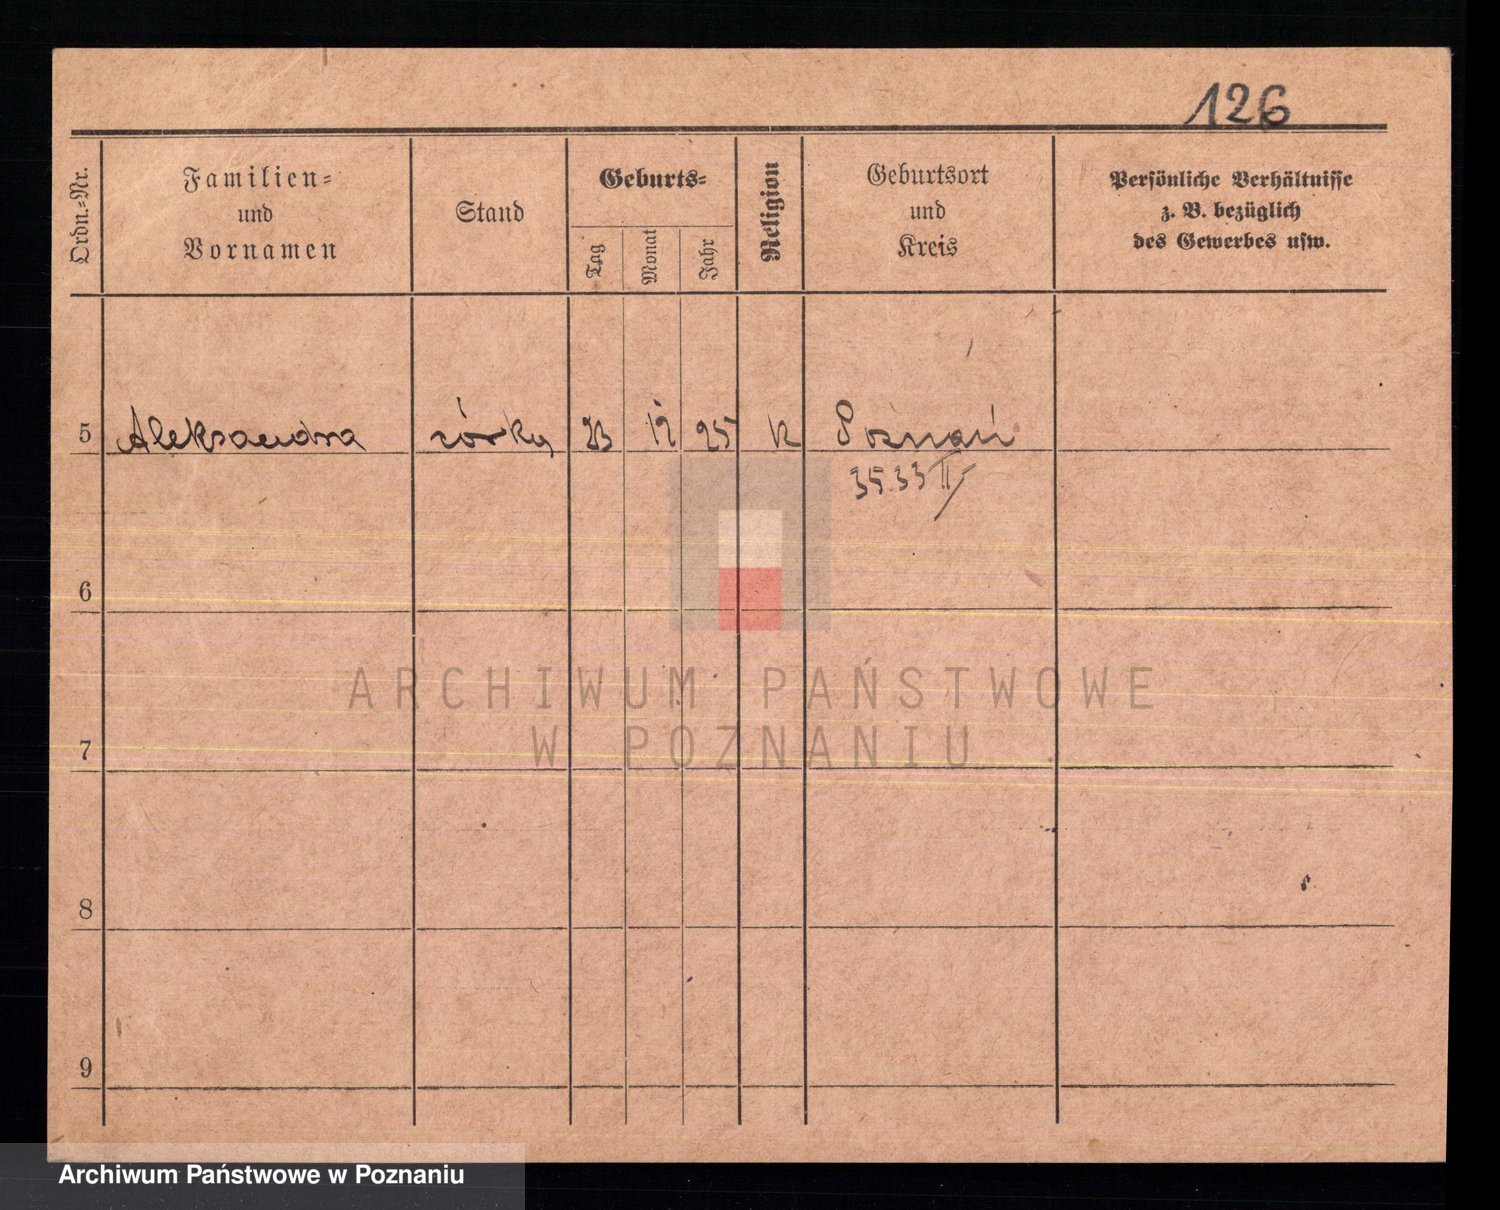 126
Ordn.-Nr.
Familien-
und
Vornamen
Stand
Geburts-
Tag
Monat
Jahr
Religion
Geburtsort
und
Kreis
Persönliche Verhältnisse
z. B. bezüglich
des Gewerbes usw.
5 Aleksandra córka 23 12 25 k Poznań
3533 II
6
7
8
9
ARCHIWUM PAŃSTWOWE
W POZNANIU
Archiwum Państwowe w Poznaniu